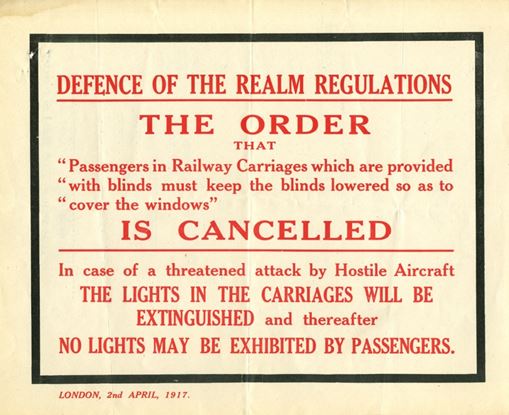 DEFENCE OF THE REALM REGULATIONS
THE ORDER
THAT
"Passengers in Railway Carriages which are provided
"with blinds must keep the blinds lowered so as to
"cover the windows"
IS CANCELLED
In case of a threatened attack by Hostile Aircraft
THE LIGHTS IN THE CARRIAGES WILL BE
EXTINGUISHED and thereafter
NO LIGHTS MAY BE EXHIBITED BY PASSENGERS.
LONDON, 2nd APRIL, 1917.